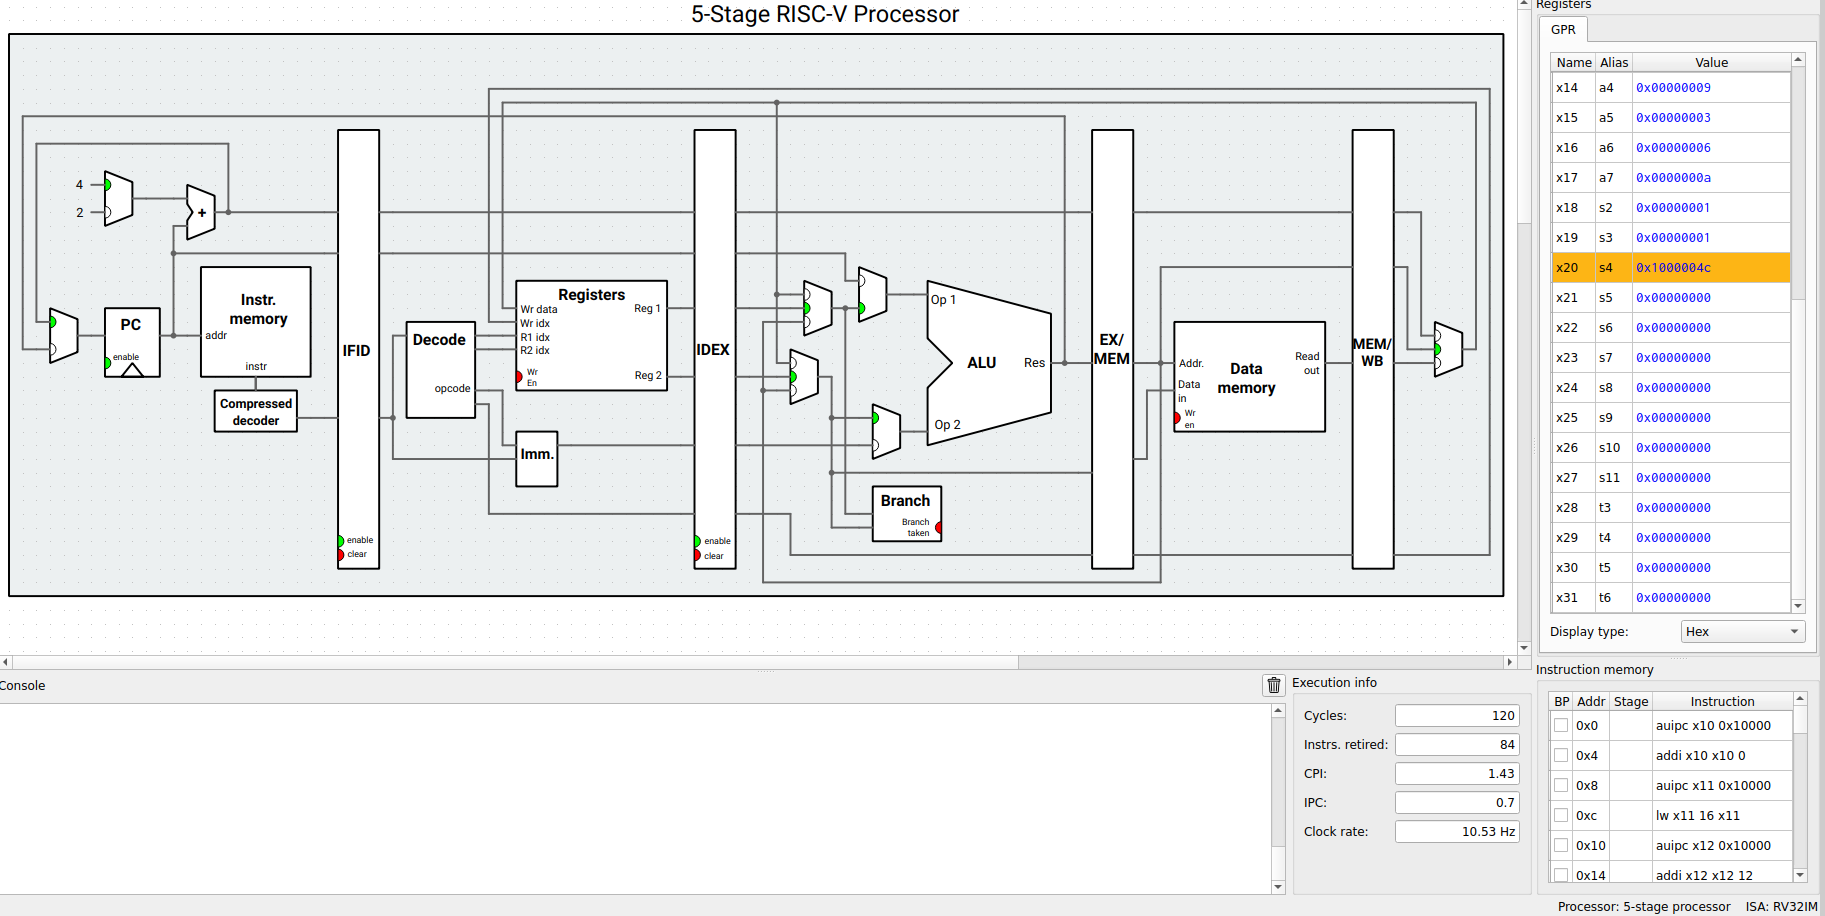 5-Stage RISC-V Processor
4
2
+
PC
enable
Instr.
memory
addr
instr
Compressed
decoder
IFID
enable
clear
Decode
opcode
Registers
Wr data
Wr idx
R1 idx
R2 idx
Wr
En
Reg 1
Reg 2
Imm.
IDEX
enable
clear
Op 1
ALU
Res
Op 2
Branch
Branch
taken
EX/
MEM
Addr.
Data
in
Wr
en
Data
memory
Read
out
MEM/
WB
Registers
GPR
Name Alias Value
x14 a4 0x00000009
x15 a5 0x00000003
x16 a6 0x00000006
x17 a7 0x0000000a
x18 s2 0x00000001
x19 s3 0x00000001
x20 s4 0x1000004c
x21 s5 0x00000000
x22 s6 0x00000000
x23 s7 0x00000000
x24 s8 0x00000000
x25 s9 0x00000000
x26 s10 0x00000000
x27 s11 0x00000000
x28 t3 0x00000000
x29 t4 0x00000000
x30 t5 0x00000000
x31 t6 0x00000000
Display type: Hex
Console
Execution info
Cycles: 120
Instrs. retired: 84
CPI: 1.43
IPC: 0.7
Clock rate: 10.53 Hz
Instruction memory
BP Addr Stage Instruction
0x0 auipc x10 0x10000
0x4 addi x10 x10 0
0x8 auipc x11 0x10000
0xc lw x11 16 x11
0x10 auipc x12 0x10000
0x14 addi x12 x12 12
Processor: 5-stage processor ISA: RV32IM